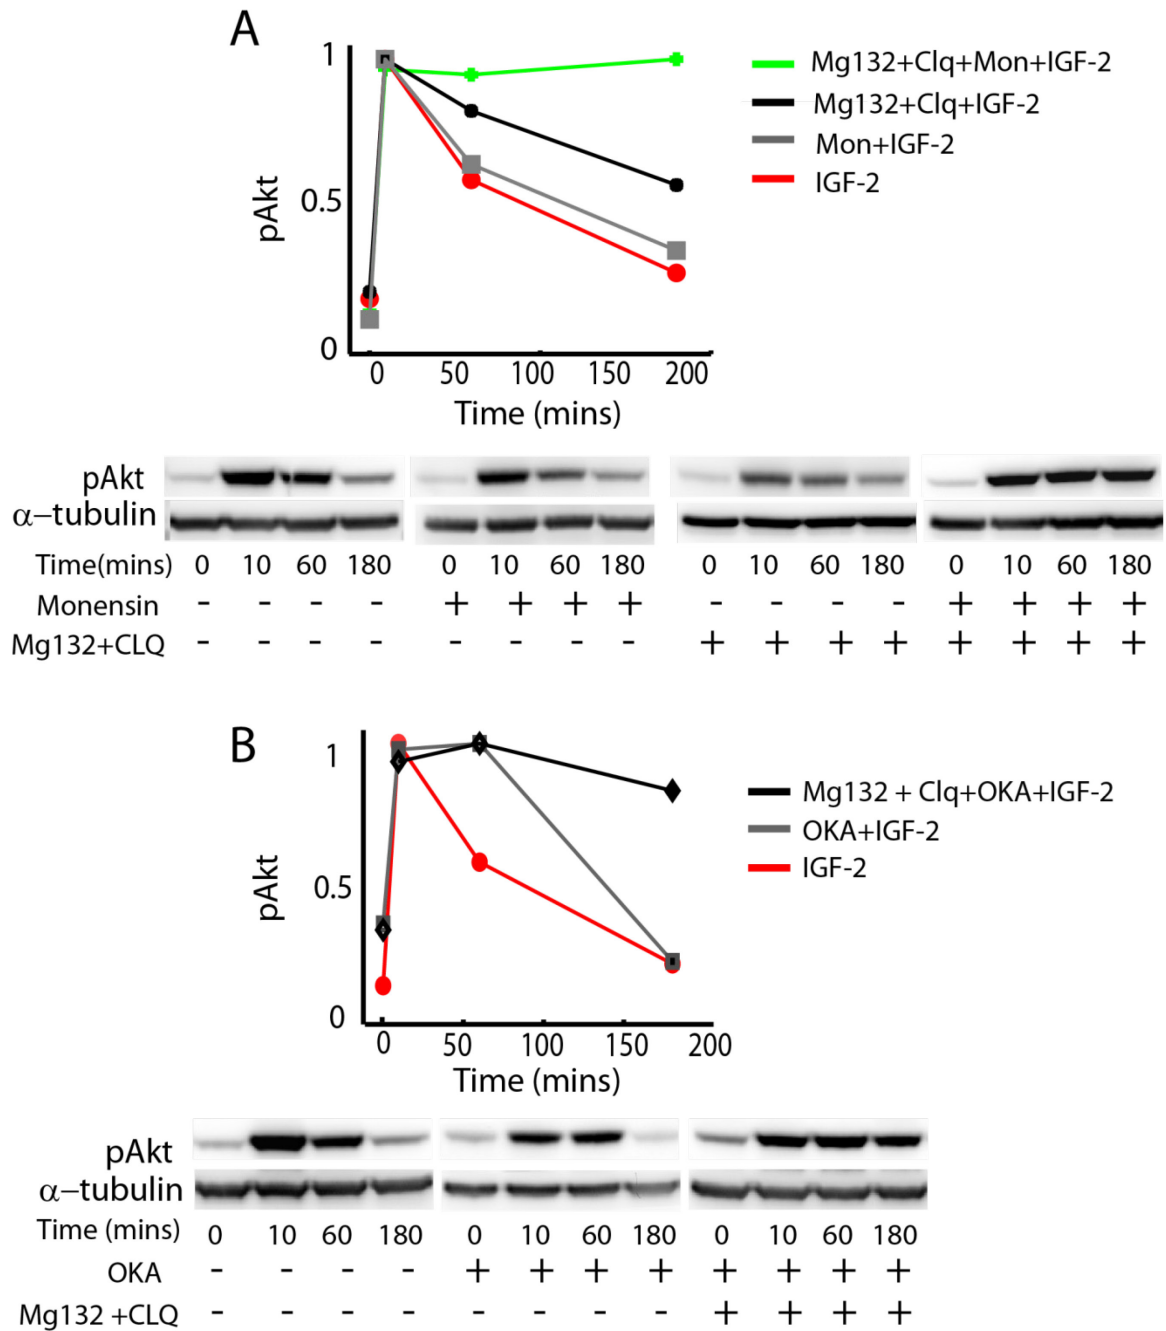 A
1
0.5
0
pAkt
0 50 100 150 200
Time (mins)
Mg132+Clq+Mon+IGF-2
Mg132+Clq+IGF-2
Mon+IGF-2
IGF-2
pAkt
α–tubulin
Time(mins) 0 10 60 180 0 10 60 180 0 10 60 180 0 10 60 180
Monensin - - - - + + + + - - - - + + + +
Mg132+CLQ - - - - - - - - + + + + + + + +
B
1
0.5
0
pAkt
0 50 100 150 200
Time (mins)
Mg132 + Clq+OKA+IGF-2
OKA+IGF-2
IGF-2
pAkt
α–tubulin
Time (mins) 0 10 60 180 0 10 60 180 0 10 60 180
OKA - - - - + + + + + + + +
Mg132 +CLQ - - - - - - - - + + + +